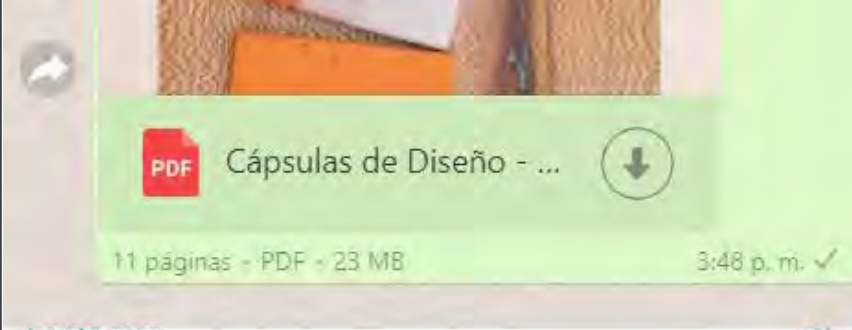 PDF Cápsulas de Diseño - ...
11 páginas - PDF - 23 MB 3:48 p. m.